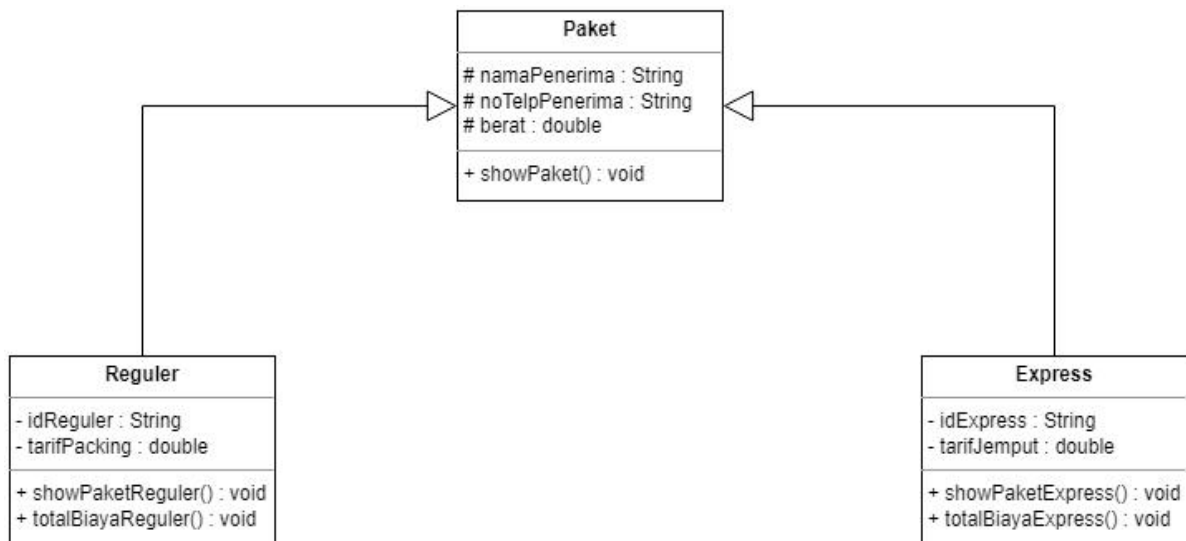 Paket
# namaPenerima : String
# noTelpPenerima : String
# berat : double
+ showPaket() : void
Reguler
- idReguler : String
- tarifPacking : double
+ showPaketReguler() : void
+ totalBiayaReguler() : void
Express
- idExpress : String
- tarifJemput : double
+ showPaketExpress() : void
+ totalBiayaExpress() : void